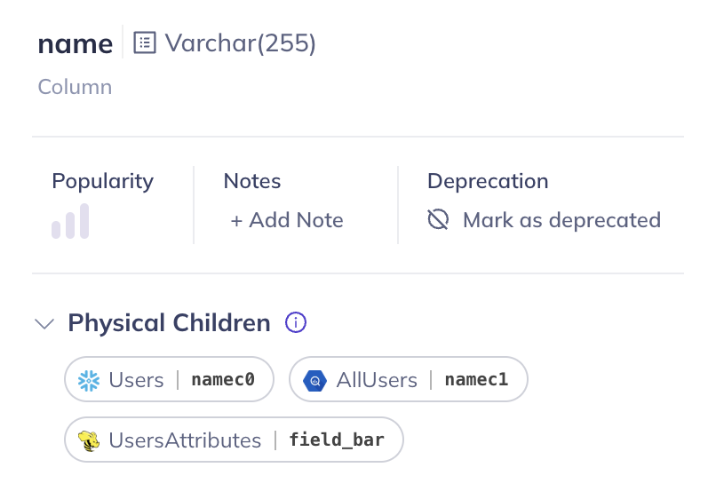 name Varchar(255)
Column
Popularity Notes Deprecation
+ Add Note Mark as deprecated
Physical Children
Users | namec0 AllUsers | namec1
UsersAttributes | field_bar